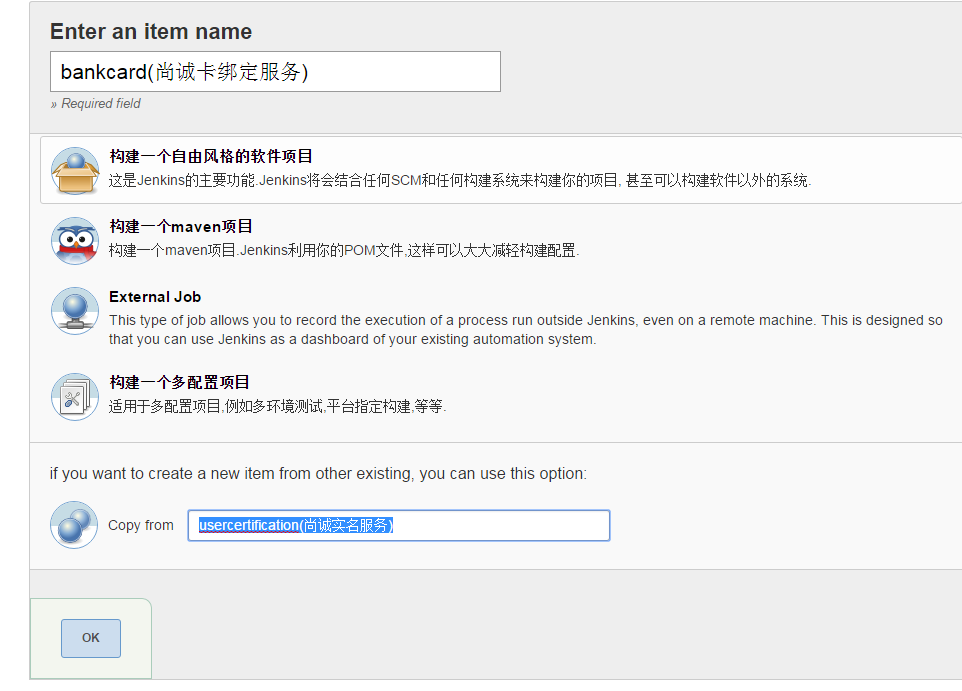 Enter an item name
bankcard(尚诚卡绑定服务)
» Required field
构建一个自由风格的软件项目
这是Jenkins的主要功能.Jenkins将会结合任何SCM和任何构建系统来构建你的项目, 甚至可以构建软件以外的系统.
构建一个maven项目
构建一个maven项目.Jenkins利用你的POM文件,这样可以大大减轻构建配置.
External Job
This type of job allows you to record the execution of a process run outside Jenkins, even on a remote machine. This is designed so
that you can use Jenkins as a dashboard of your existing automation system.
构建一个多配置项目
适用于多配置项目,例如多环境测试,平台指定构建,等等.
if you want to create a new item from other existing, you can use this option:
Copy from usercertification(尚诚实名服务)
OK